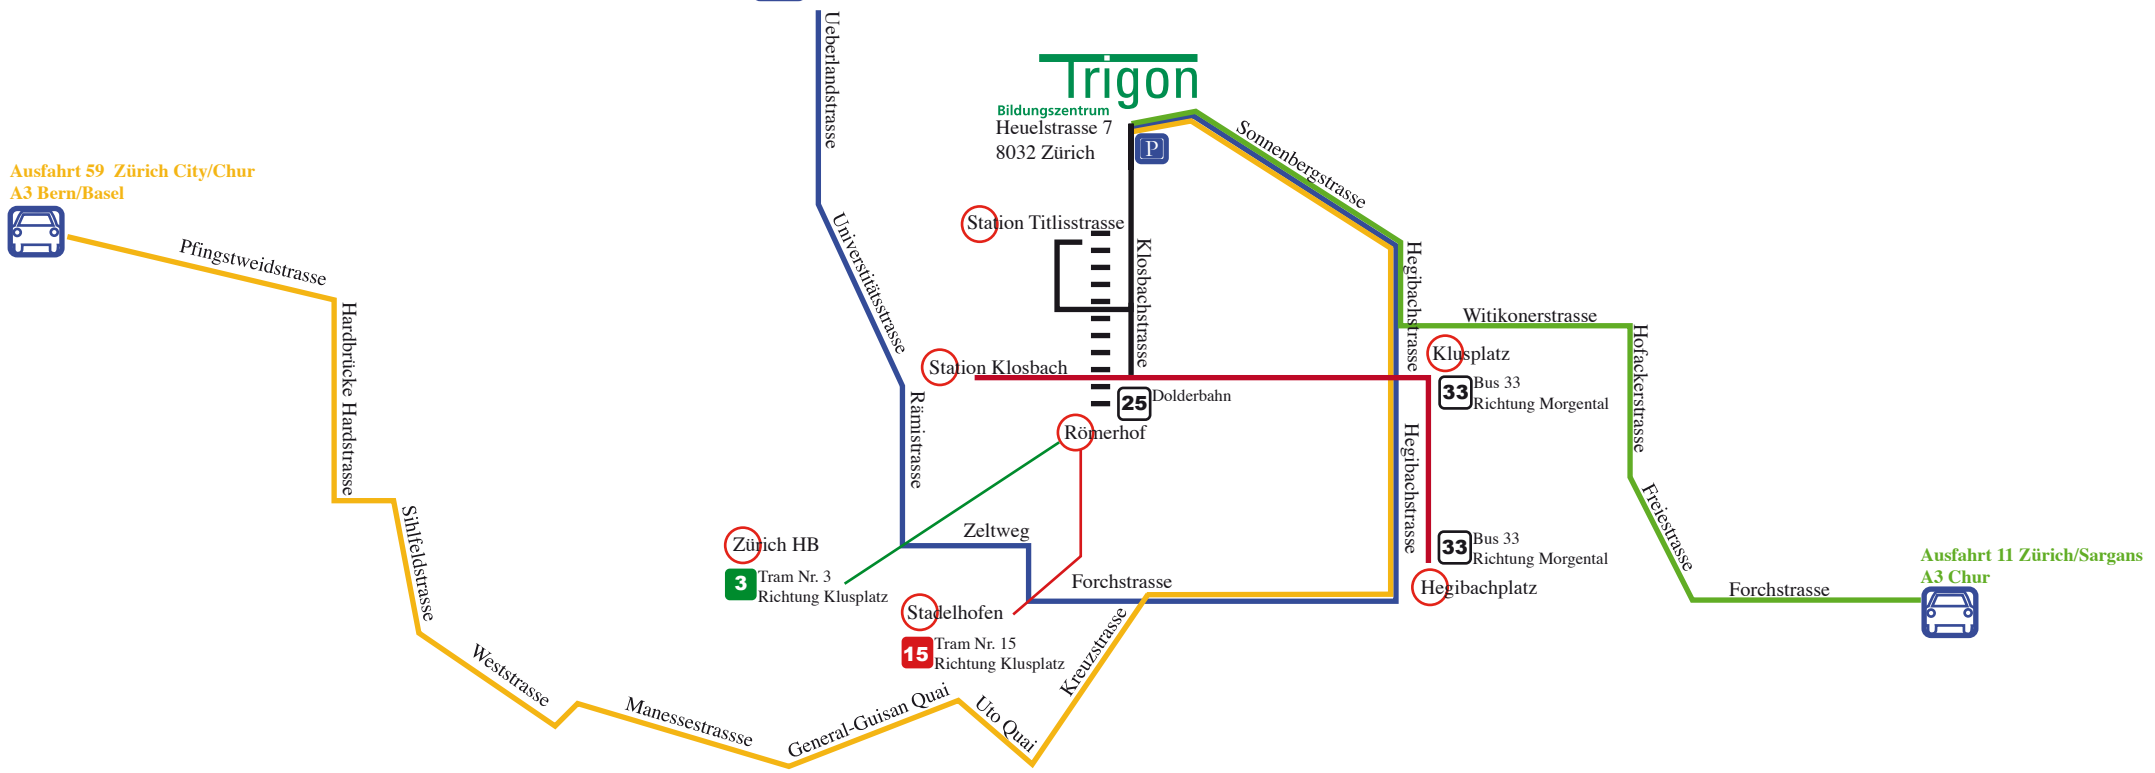 Ueberlandstrasse
Trigon
Bildungszentrum
Heuelstrasse 7
8032 Zürich
P
Sonnenbergstrasse
Ausfahrt 59  Zürich City/Chur
A3 Bern/Basel
Pfingstweidstrasse
Hardbrücke Hardstrasse
Universtitätsstrasse
Station Titlisstrasse
Klosbachstrasse
Hegibachstrasse
Witikonerstrasse
Hofackerstrasse
Klusplatz
33
Bus 33
Richtung Morgental
Station Klosbach
25
Dolderbahn
Rämistrasse
Römerhof
Hegibachstrasse
Freiestrasse
Sihlfeldstrasse
Zürich HB
3
Tram Nr. 3
Richtung Klusplatz
Zeltweg
Forchstrasse
33
Bus 33
Richtung Morgental
Hegibachplatz
Ausfahrt 11 Zürich/Sargans
A3 Chur
Forchstrasse
Stadelhofen
15
Tram Nr. 15
Richtung Klusplatz
Kreuzstrasse
Weststrasse
Manessestrassse
General-Guisan Quai
Uto Quai